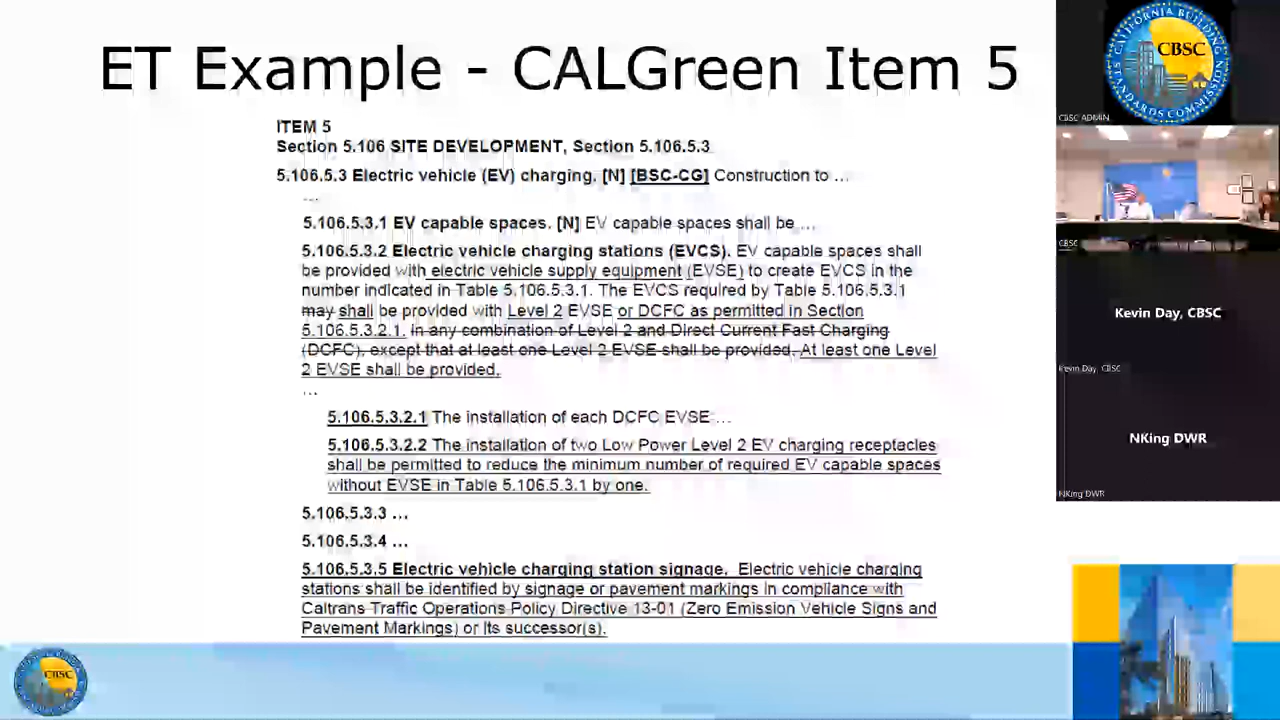 ET Example - CALGreen Item 5
ITEM 5
Section 5.106 SITE DEVELOPMENT, Section 5.106.5.3
5.106.5.3 Electric vehicle (EV) charging. [N] [BSC-CG] Construction to ...
...
5.106.5.3.1 EV capable spaces. [N] EV capable spaces shall be ...
5.106.5.3.2 Electric vehicle charging stations (EVCS). EV capable spaces shall
be provided with electric vehicle supply equipment (EVSE) to create EVCS in the
number indicated in Table 5.106.5.3.1. The EVCS required by Table 5.106.5.3.1
may shall be provided with Level 2 EVSE or DCFC as permitted in Section
5.106.5.3.2.1. in any combination of Level 2 and Direct Current Fast Charging
(DCFC), except that at least one Level 2 EVSE shall be provided. At least one Level
2 EVSE shall be provided.
...
5.106.5.3.2.1 The installation of each DCFC EVSE ...
5.106.5.3.2.2 The installation of two Low Power Level 2 EV charging receptacles
shall be permitted to reduce the minimum number of required EV capable spaces
without EVSE in Table 5.106.5.3.1 by one.
5.106.5.3.3 ...
5.106.5.3.4 ...
5.106.5.3.5 Electric vehicle charging station signage. Electric vehicle charging
stations shall be identified by signage or pavement markings in compliance with
Caltrans Traffic Operations Policy Directive 13-01 (Zero Emission Vehicle Signs and
Pavement Markings) or its successor(s).
CBSC
CALIFORNIA BUILDING STANDARDS COMMISSION
CBSC
CBSC ADMIN
CBSC
Kevin Day, CBSC
Kevin Day, CBSC
NKing DWR
NKing DWR